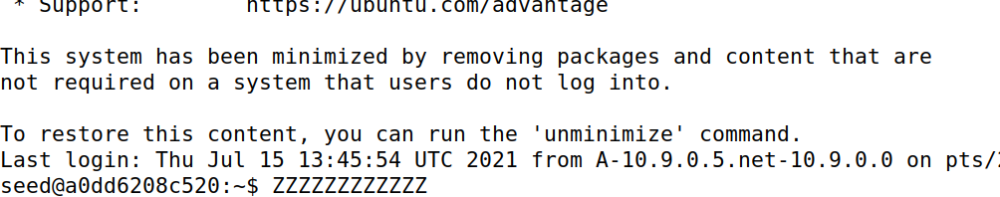 * Support:        https://ubuntu.com/advantage
This system has been minimized by removing packages and content that are
not required on a system that users do not log into.
To restore this content, you can run the 'unminimize' command.
Last login: Thu Jul 15 13:45:54 UTC 2021 from A-10.9.0.5.net-10.9.0.0 on pts/
seed@a0dd6208c520:~$ ZZZZZZZZZZZZ